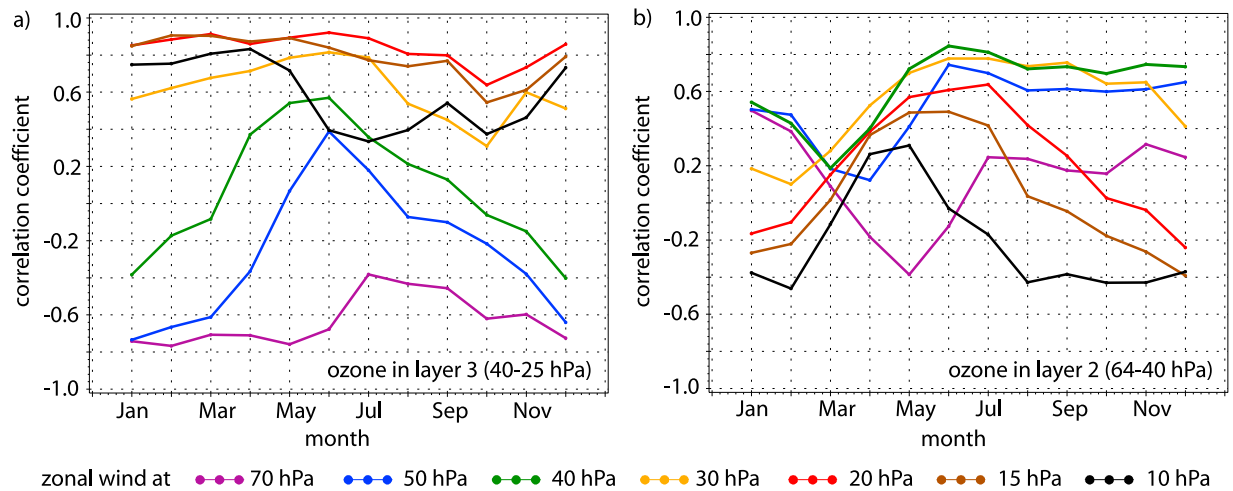 a)
1.0
0.6
0.2
-0.2
-0.6
-1.0
correlation coefficient
ozone in layer 3 (40-25 hPa)
Jan Mar May Jul Sep Nov
month
b)
1.0
0.6
0.2
-0.2
-0.6
-1.0
correlation coefficient
ozone in layer 2 (64-40 hPa)
Jan Mar May Jul Sep Nov
month
zonal wind at 70 hPa 50 hPa 40 hPa 30 hPa 20 hPa 15 hPa 10 hPa